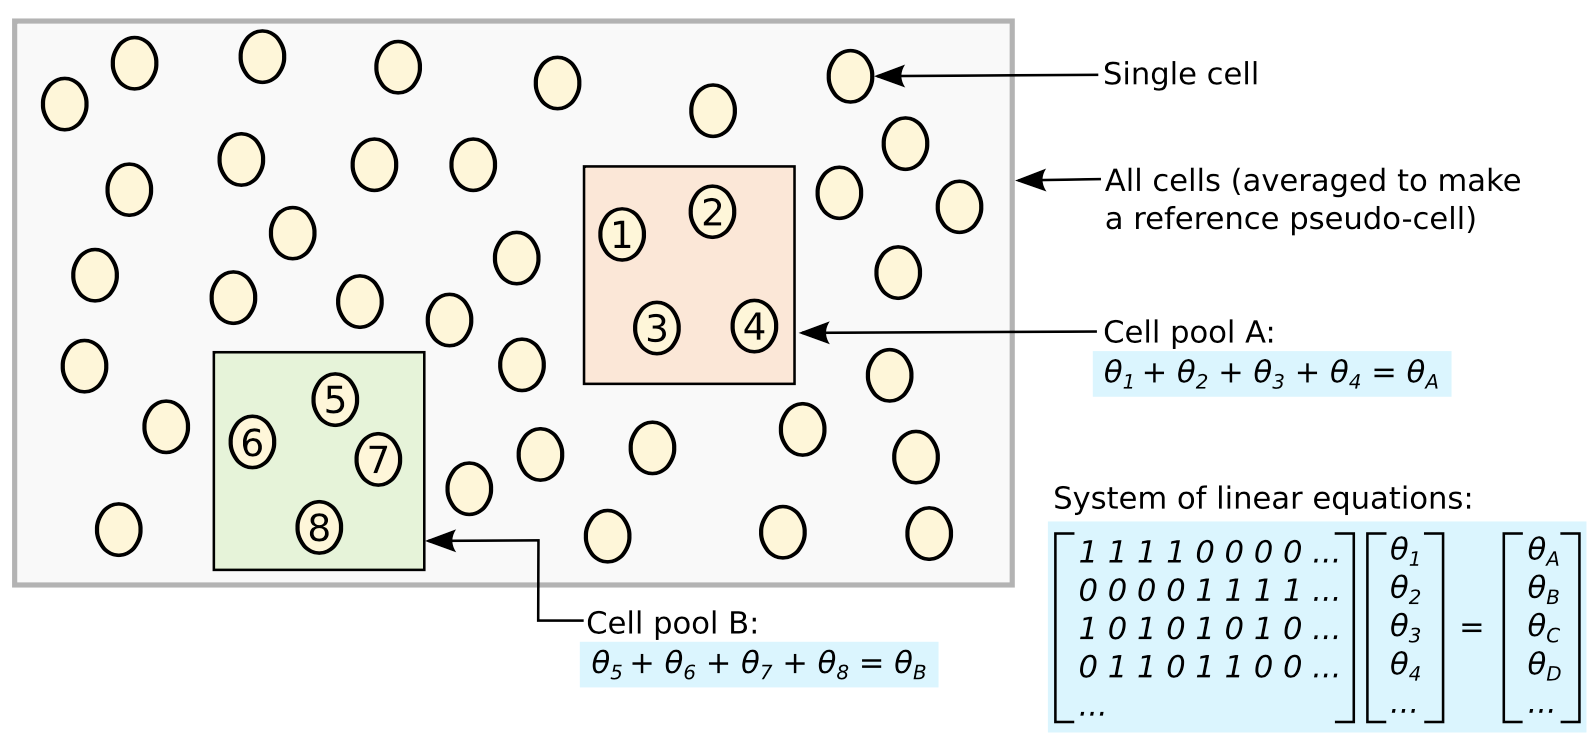 Single cell
All cells (averaged to make
a reference pseudo-cell)
1
2
3
4
Cell pool A:
θ1 + θ2 + θ3 + θ4 = θA
5
6
7
8
Cell pool B:
θ5 + θ6 + θ7 + θ8 = θB
System of linear equations:
1 1 1 1 0 0 0 0 ... θ1 θA
0 0 0 0 1 1 1 1 ... θ2 θB
1 0 1 0 1 0 1 0 ... θ3 = θC
0 1 1 0 1 1 0 0 ... θ4 θD
... ... ...